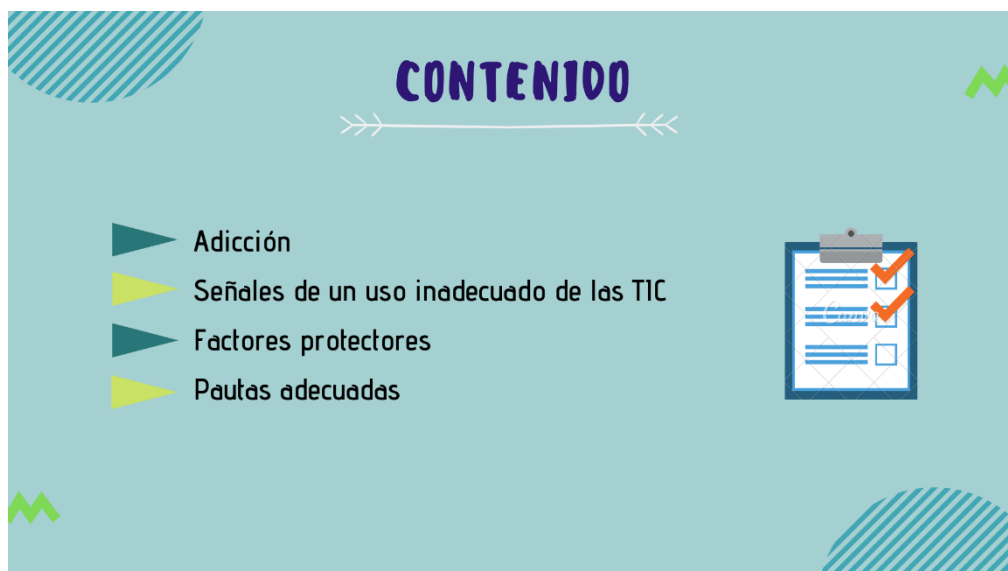 CONTENIDO
Adicción
Señales de un uso inadecuado de las TIC
Factores protectores
Pautas adecuadas